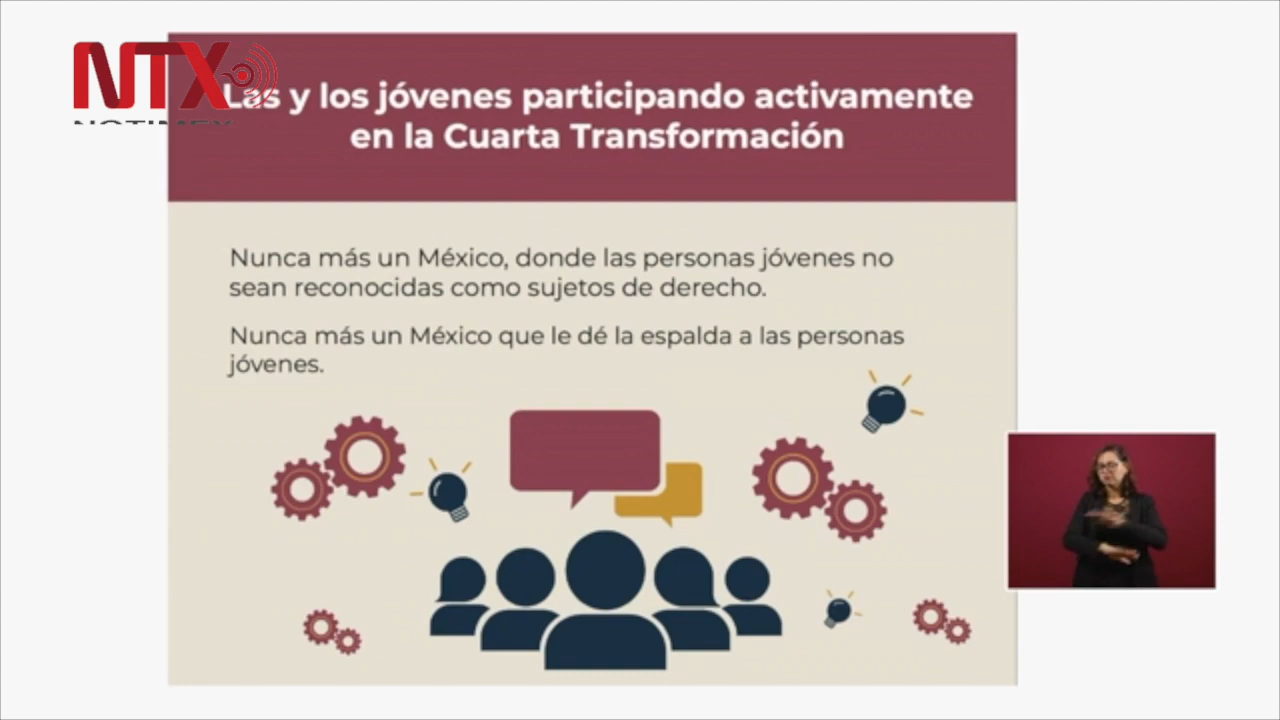 NTX
NOTIMEX
Las y los jóvenes participando activamente
en la Cuarta Transformación
Nunca más un México, donde las personas jóvenes no
sean reconocidas como sujetos de derecho.
Nunca más un México que le dé la espalda a las personas
jóvenes.